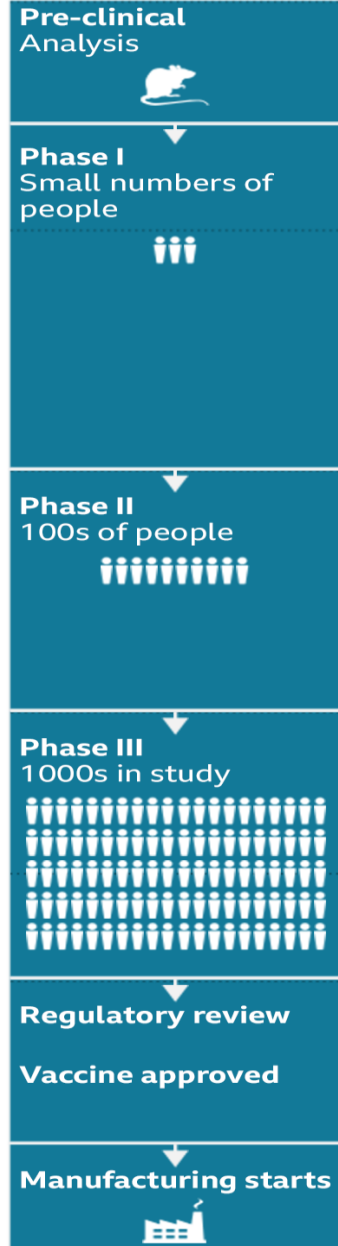 Pre-clinical
Analysis
Phase I
Small numbers of
people
Phase II
100s of people
Phase III
1000s in study
Regulatory review
Vaccine approved
Manufacturing starts